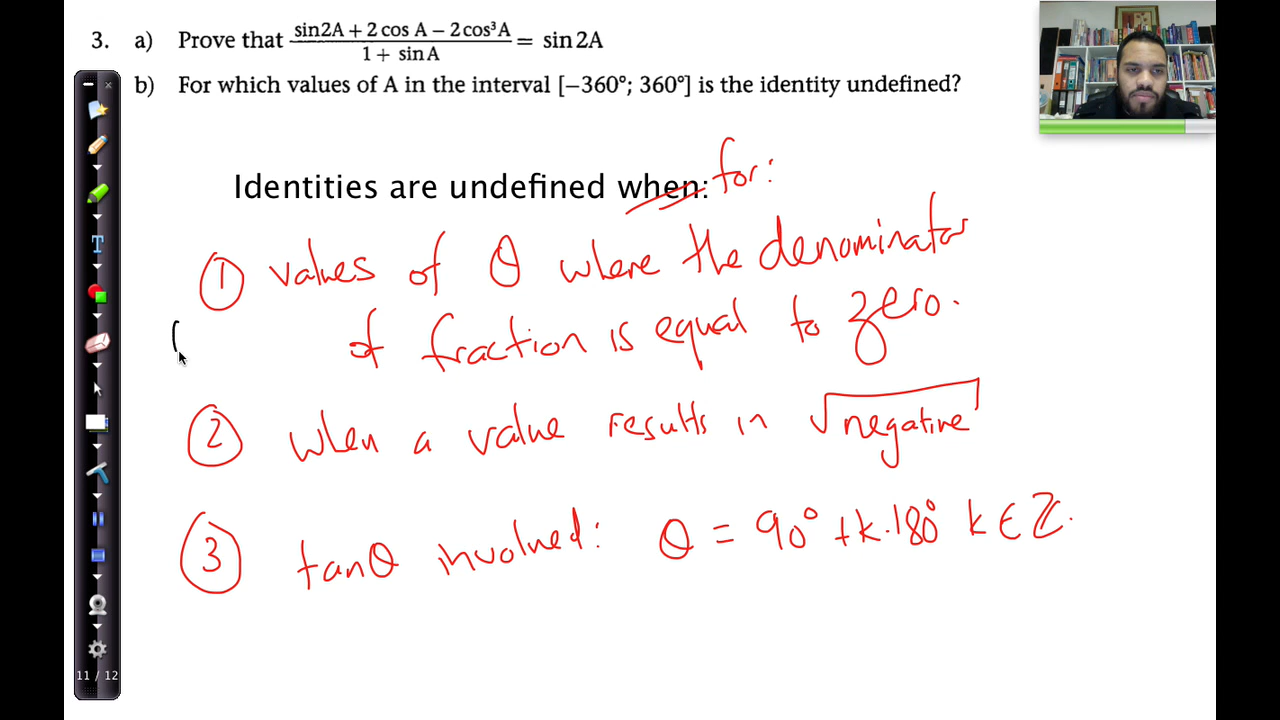 3. a) Prove that (sin2A + 2 cos A − 2 cos³A)/(1 + sin A) = sin 2A
b) For which values of A in the interval [−360°; 360°] is the identity undefined?
Identities are undefined when: for:
① values of θ where the denominator
of fraction is equal to zero.
② when a value results in √negative
③ tanθ involved: θ = 90° + k.180° k ∈ ℤ.
T
11 / 12